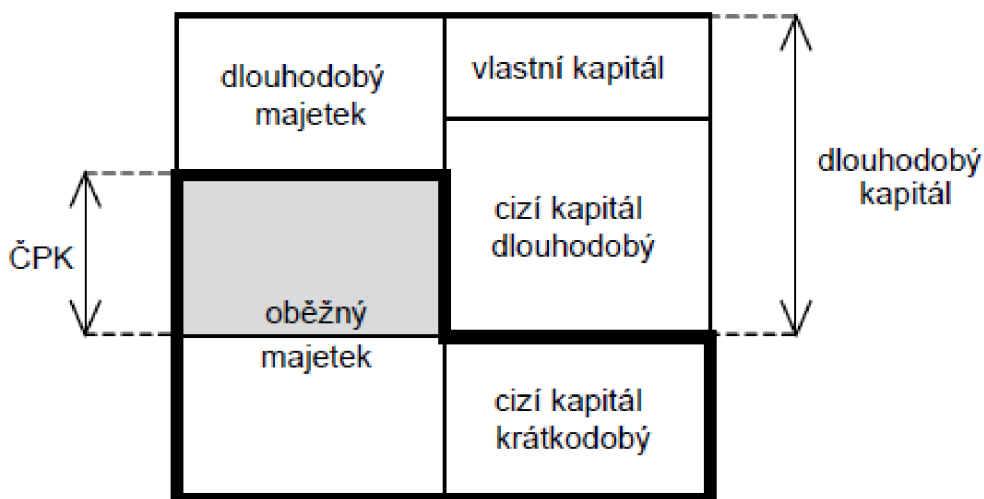 dlouhodobý
majetek
vlastní kapitál
dlouhodobý
kapitál
cizí kapitál
dlouhodobý
ČPK
oběžný
majetek
cizí kapitál
krátkodobý